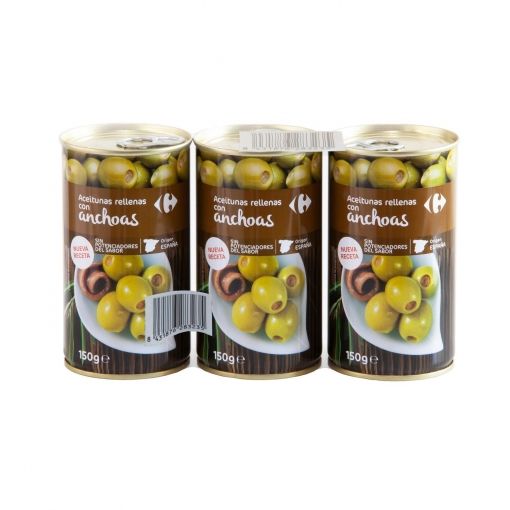 Aceitunas rellenas
con
anchoas
NUEVA
RECETA
SIN
POTENCIADORES
DEL SABOR
Origen
ESPAÑA
150g e
Aceitunas rellenas
con
anchoas
NUEVA
RECETA
SIN
POTENCIADORES
DEL SABOR
Origen
ESPAÑA
150g e
Aceitunas rellenas
con
anchoas
NUEVA
RECETA
SIN
POTENCIADORES
DEL SABOR
Origen
ESPAÑA
150g e